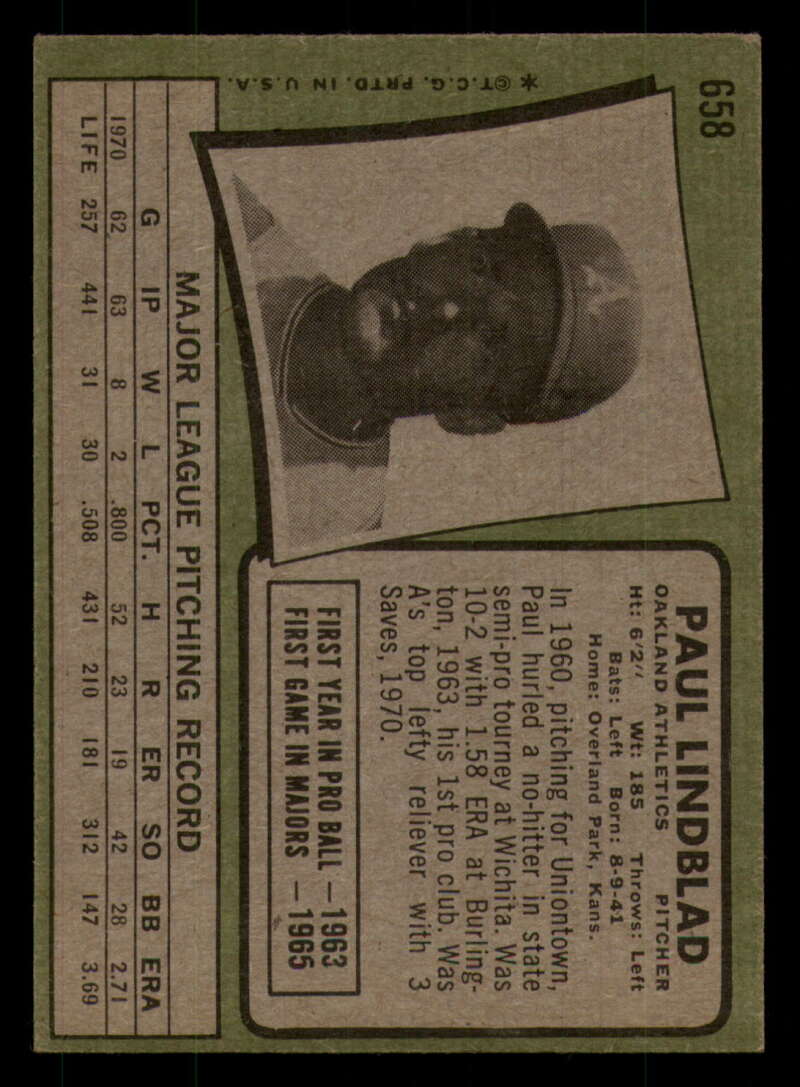 658
PAUL LINDBLAD
OAKLAND ATHLETICS PITCHER
Ht: 6'2" Wt: 185 Throws: Left
Bats: Left Born: 8-9-41
Home: Overland Park, Kans.
In 1960, pitching for Uniontown,
Paul hurled a no-hitter in state
semi-pro tourney at Wichita. Was
10-2 with 1.58 ERA at Burling-
ton, 1963, his 1st pro club. Was
A's top lefty reliever with 3
Saves, 1970.
FIRST YEAR IN PRO BALL — 1963
FIRST GAME IN MAJORS — 1965
MAJOR LEAGUE PITCHING RECORD
G IP W L PCT. H R ER SO BB ERA
1970 62 63 8 2 .800 52 23 19 42 28 2.71
LIFE 257 441 31 30 .508 431 210 181 312 147 3.69
*©T.C.G. PRTD. IN U.S.A.